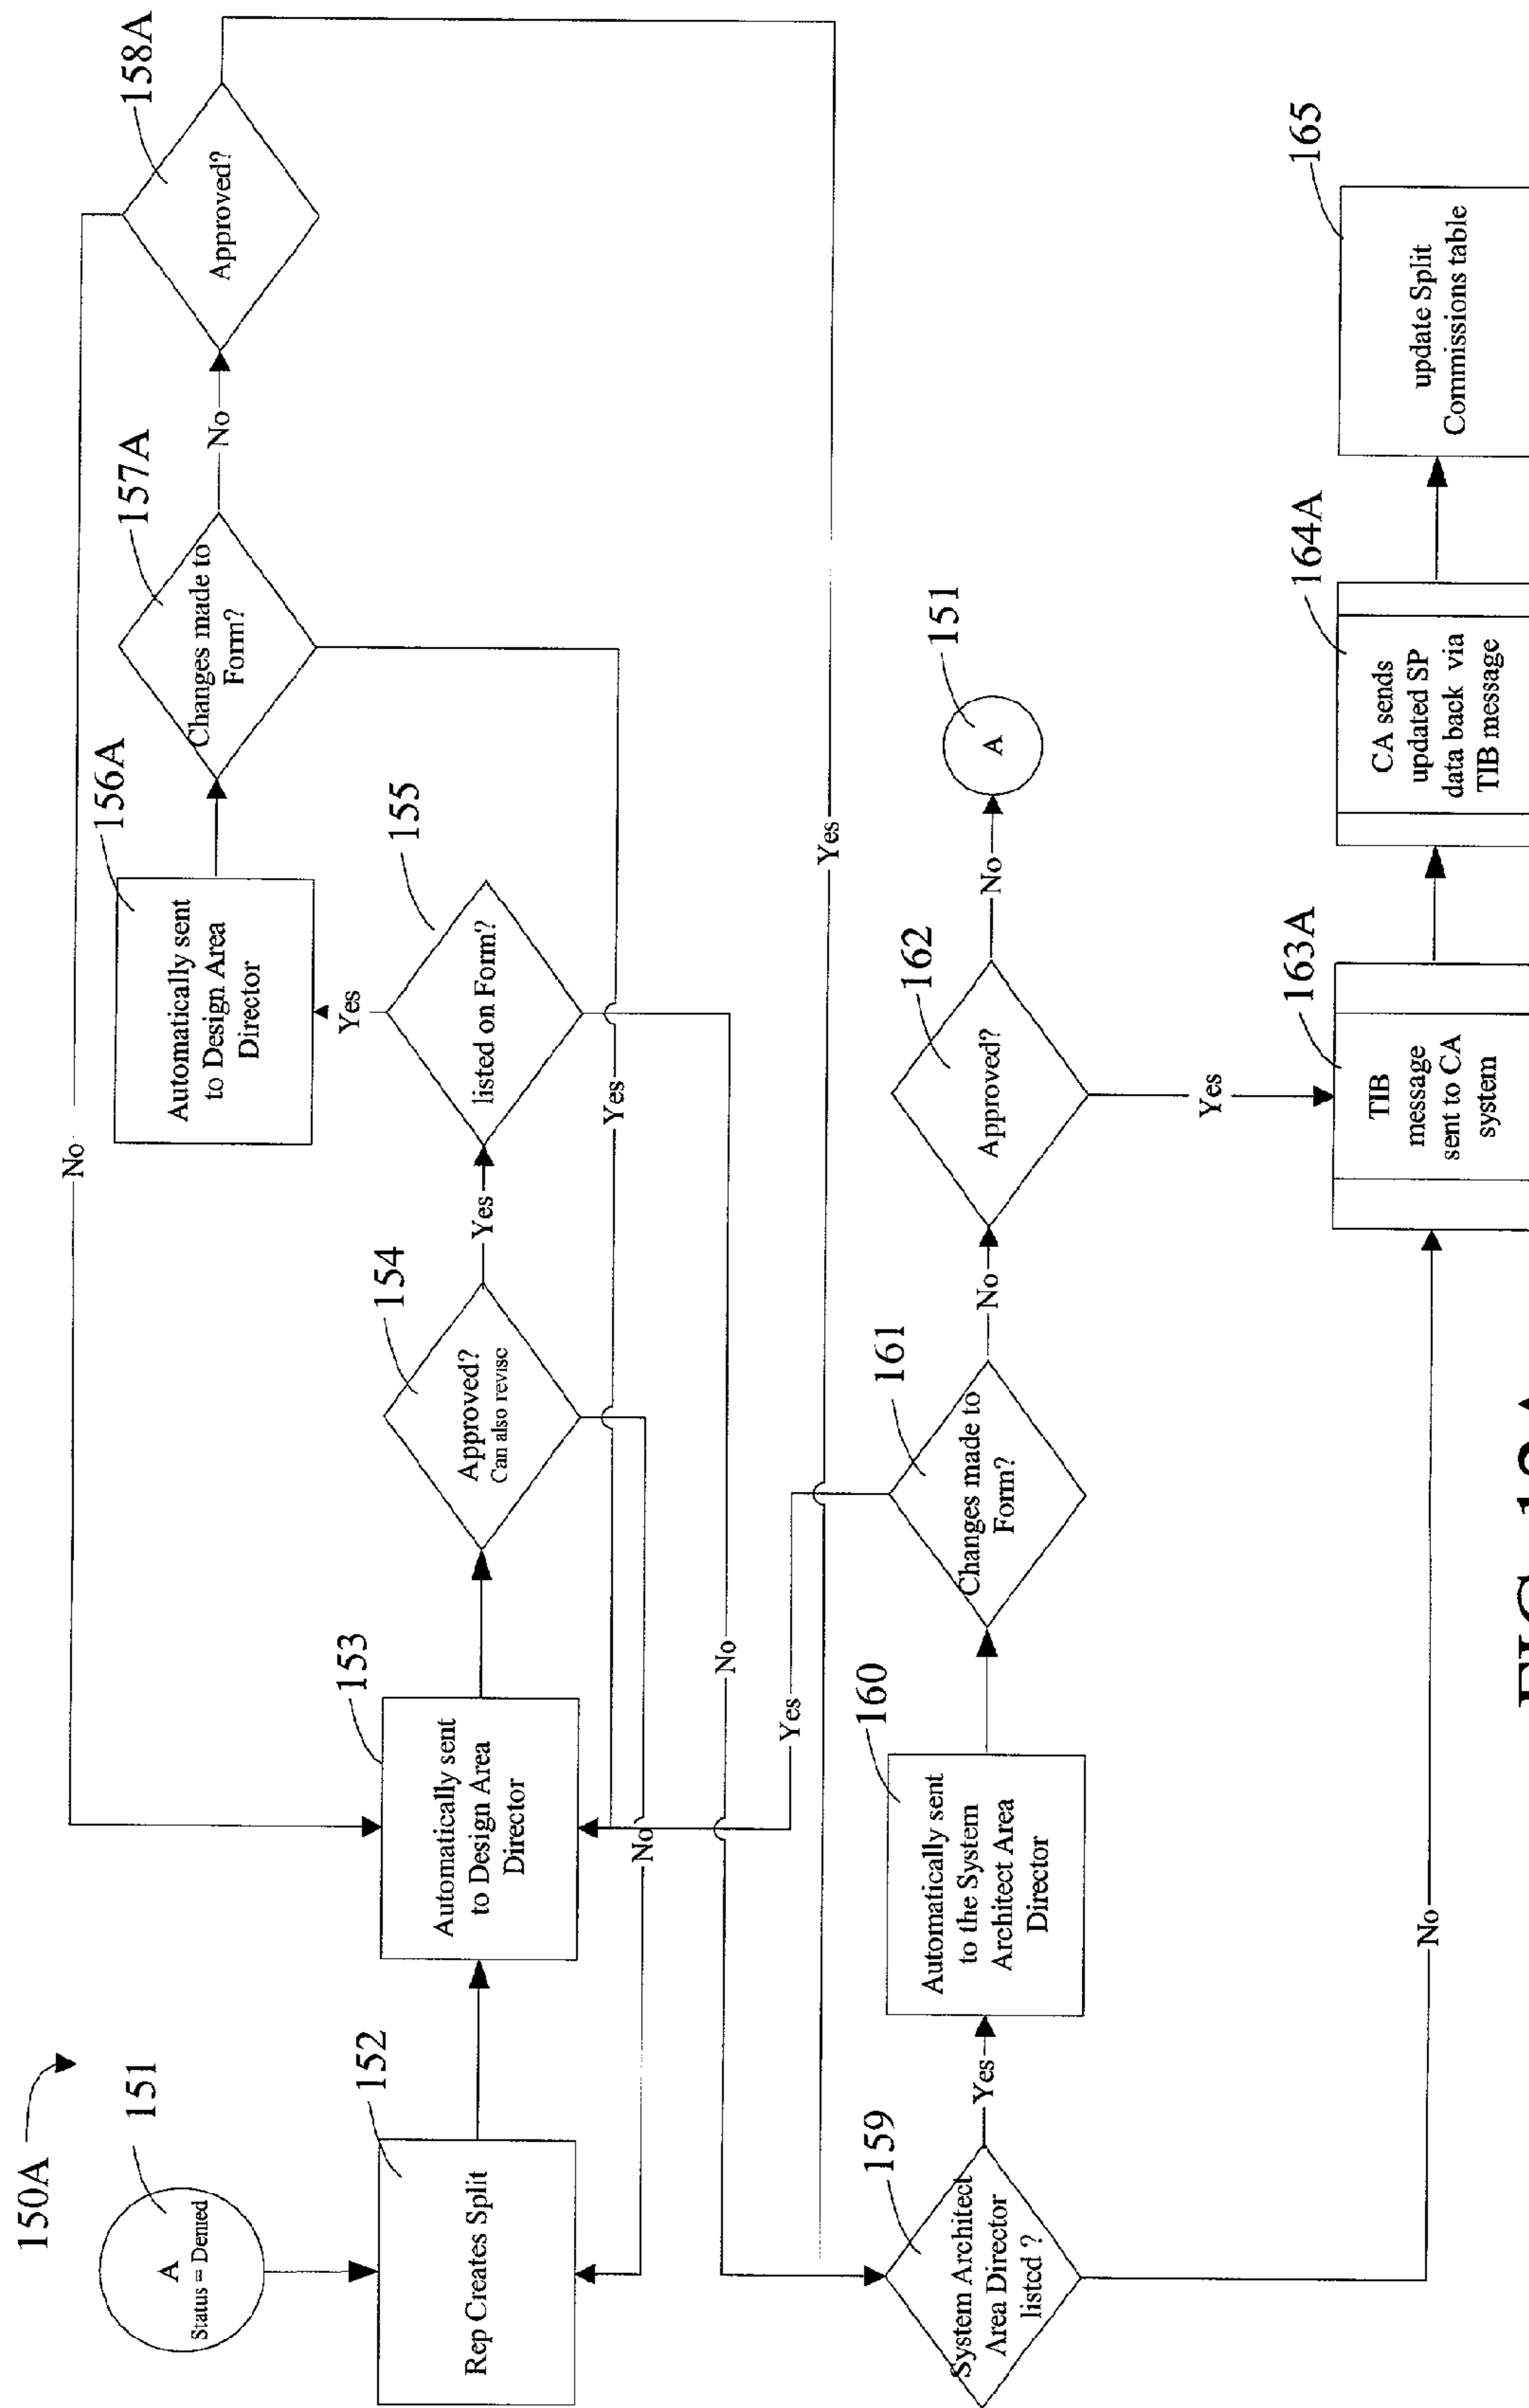 150A
151
A
Status = Denied
152
Rep Creates Split
153
Automatically sent
to Design Area
Director
154
Approved?
Can also revise
Yes
No
155
listed on Form?
Yes
No
156A
Automatically sent
to Design Area
Director
157A
Changes made to
Form?
No
Yes
158A
Approved?
No
Yes
159
System Architect
Area Director
listed ?
Yes
No
160
Automatically sent
to the System
Architect Area
Director
161
Changes made to
Form?
Yes
No
162
Approved?
No
Yes
151
A
163A
TIB
message
sent to CA
system
164A
CA sends
updated SP
data back via
TIB message
165
update Split
Commissions table